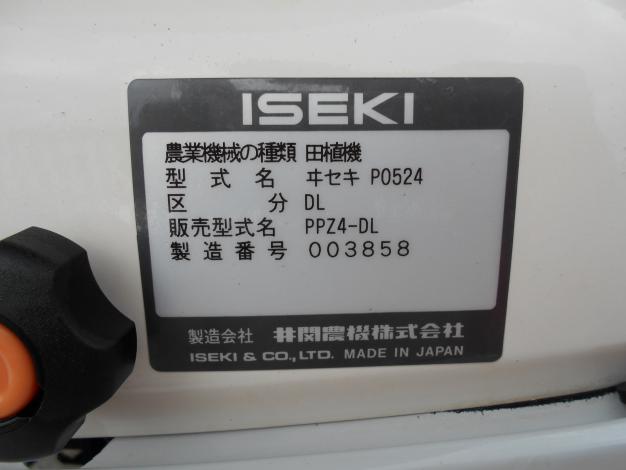 ISEKI
農業機械の種類 田植機
型式名 ヰセキ P0524
区分 DL
販売型式名 PPZ4-DL
製造番号 003858
製造会社 井関農機株式会社
ISEKI & CO., LTD. MADE IN JAPAN